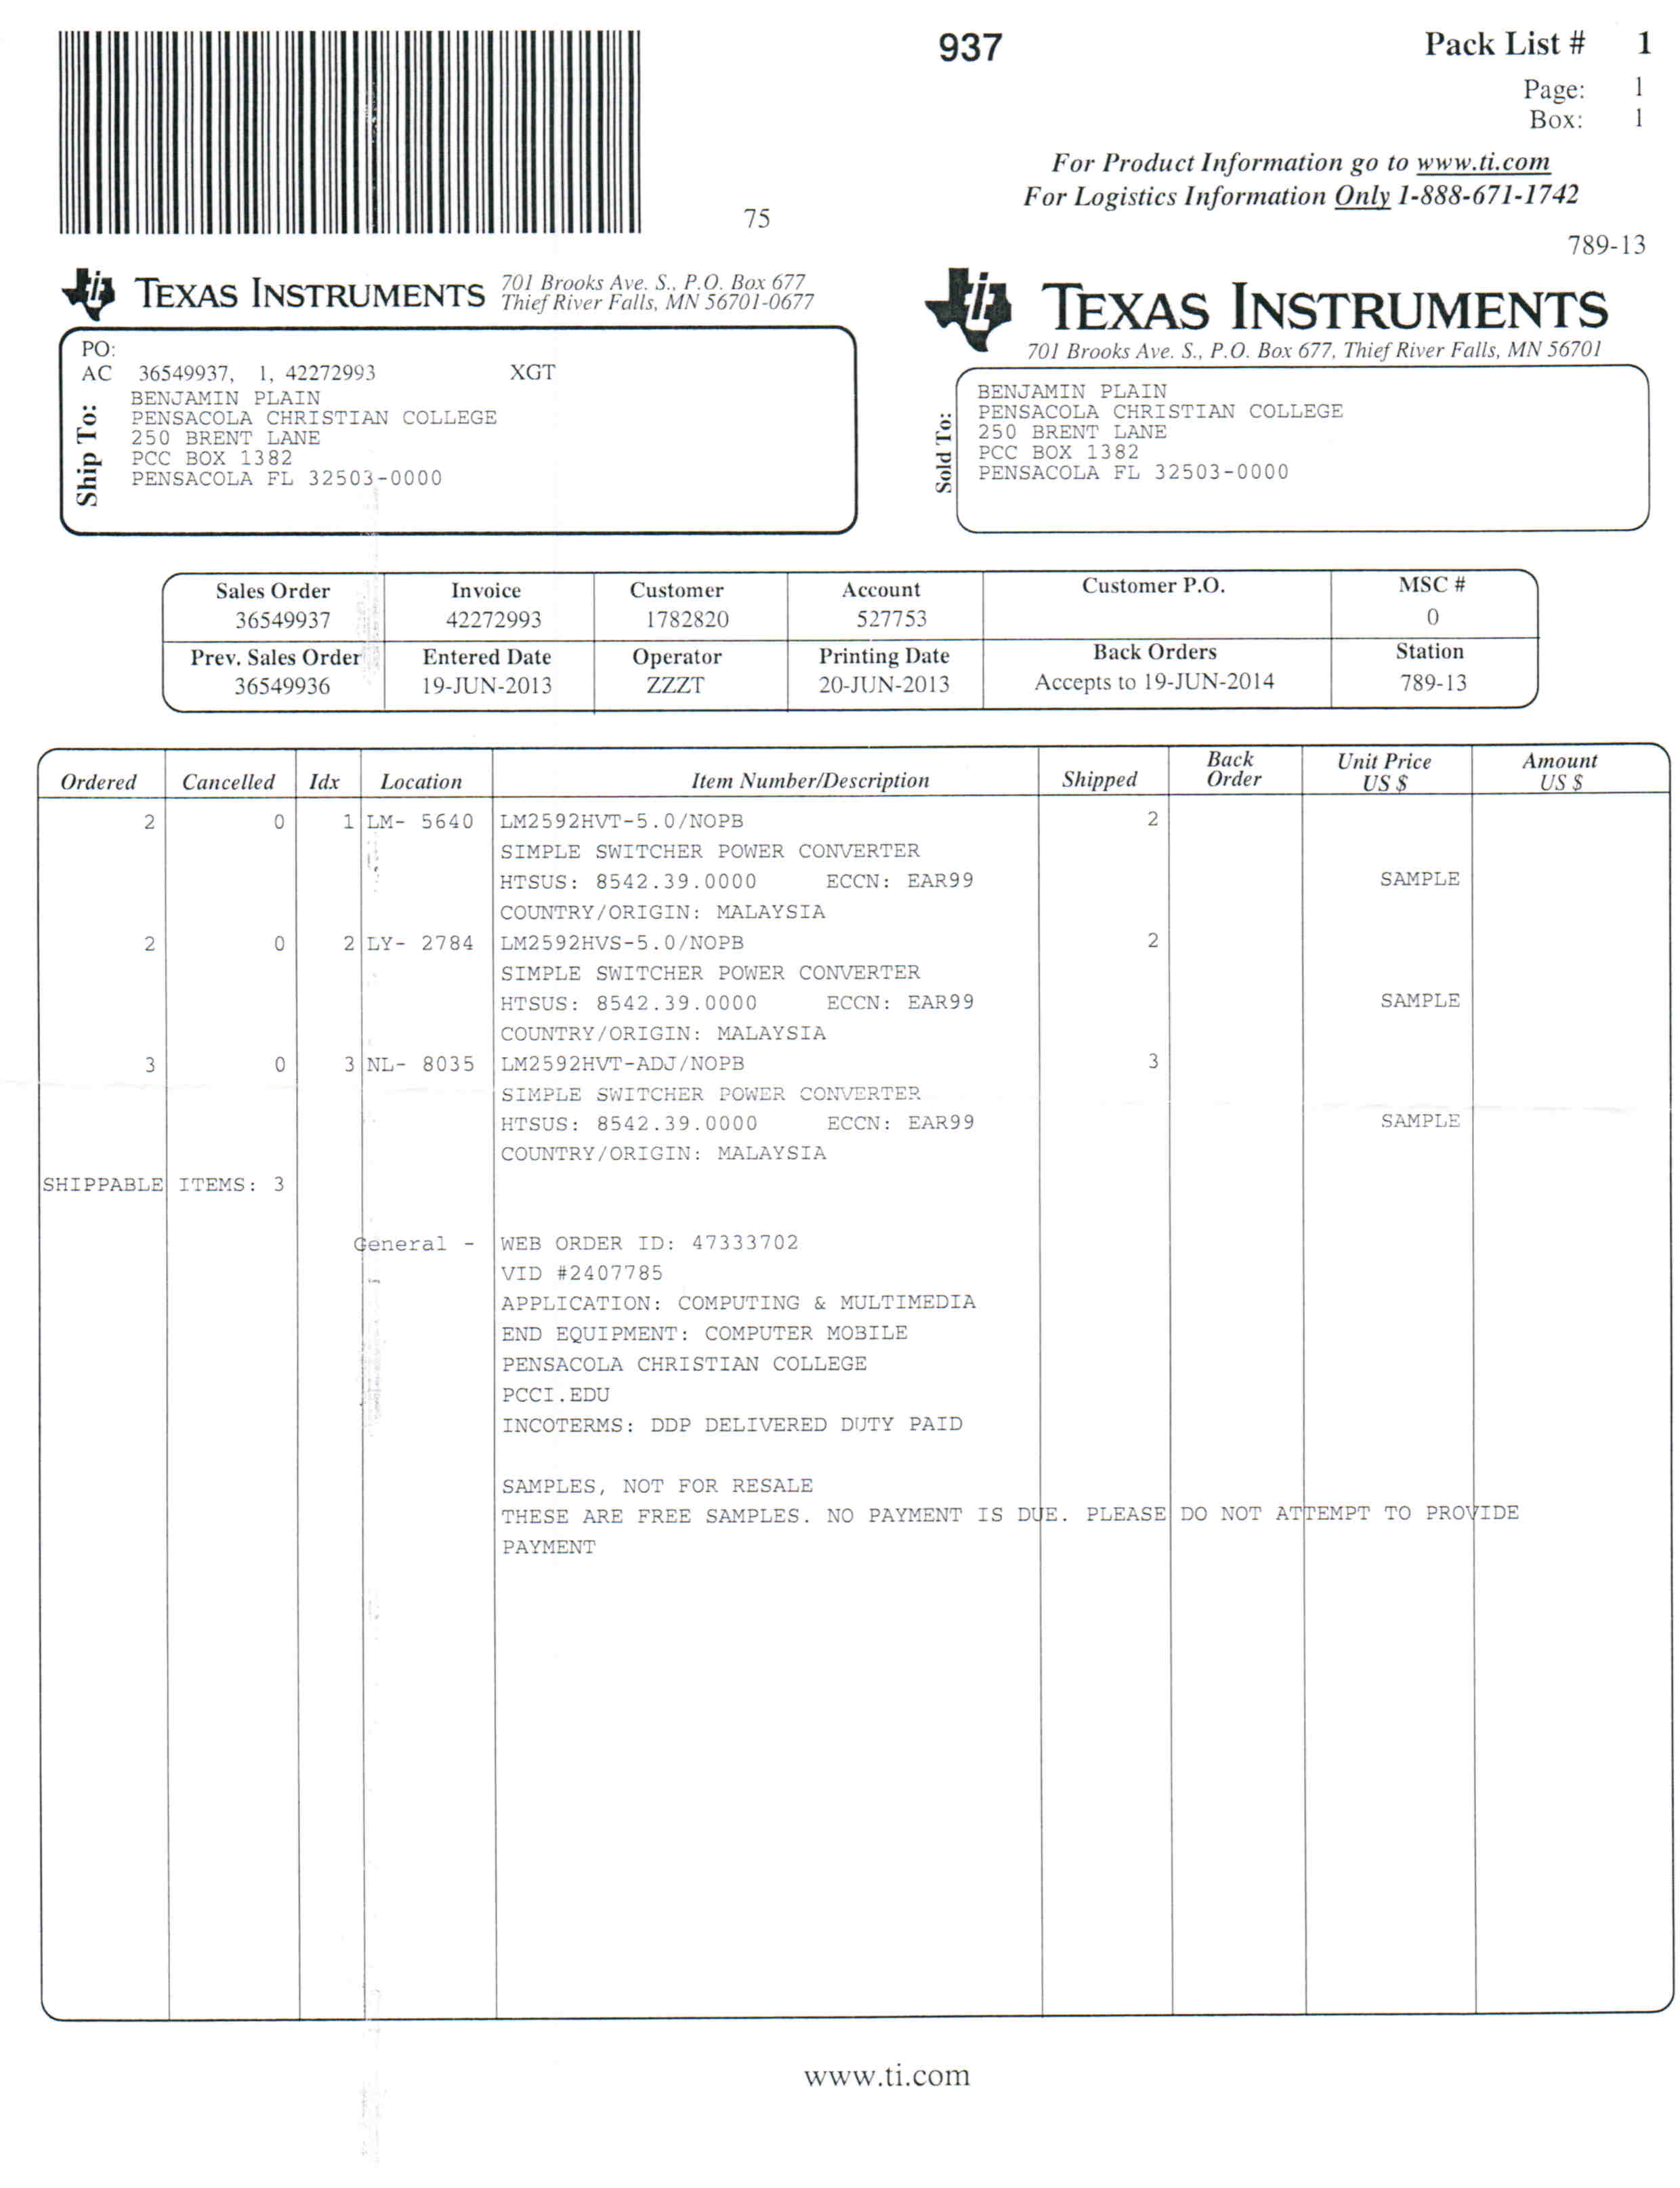 937
Pack List # 1
Page: 1
Box: 1
For Product Information go to www.ti.com
For Logistics Information Only 1-888-671-1742
75
789-13
TEXAS INSTRUMENTS 701 Brooks Ave. S., P.O. Box 677
Thief River Falls, MN 56701-0677
PO:
AC 36549937, 1, 42272993 XGT
Ship To:
BENJAMIN PLAIN
PENSACOLA CHRISTIAN COLLEGE
250 BRENT LANE
PCC BOX 1382
PENSACOLA FL 32503-0000
TEXAS INSTRUMENTS
701 Brooks Ave. S., P.O. Box 677, Thief River Falls, MN 56701
Sold To:
BENJAMIN PLAIN
PENSACOLA CHRISTIAN COLLEGE
250 BRENT LANE
PCC BOX 1382
PENSACOLA FL 32503-0000
Sales Order Invoice Customer Account Customer P.O. MSC #
36549937 42272993 1782820 527753 0
Prev. Sales Order Entered Date Operator Printing Date Back Orders Station
36549936 19-JUN-2013 ZZZT 20-JUN-2013 Accepts to 19-JUN-2014 789-13
Ordered Cancelled Idx Location Item Number/Description Shipped Back Order Unit Price US $ Amount US $
2 0 1 LM- 5640 LM2592HVT-5.0/NOPB 2
SIMPLE SWITCHER POWER CONVERTER
HTSUS: 8542.39.0000 ECCN: EAR99 SAMPLE
COUNTRY/ORIGIN: MALAYSIA
2 0 2 LY- 2784 LM2592HVS-5.0/NOPB 2
SIMPLE SWITCHER POWER CONVERTER
HTSUS: 8542.39.0000 ECCN: EAR99 SAMPLE
COUNTRY/ORIGIN: MALAYSIA
3 0 3 NL- 8035 LM2592HVT-ADJ/NOPB 3
SIMPLE SWITCHER POWER CONVERTER
HTSUS: 8542.39.0000 ECCN: EAR99 SAMPLE
COUNTRY/ORIGIN: MALAYSIA
SHIPPABLE ITEMS: 3
General - WEB ORDER ID: 47333702
VID #2407785
APPLICATION: COMPUTING & MULTIMEDIA
END EQUIPMENT: COMPUTER MOBILE
PENSACOLA CHRISTIAN COLLEGE
PCCI.EDU
INCOTERMS: DDP DELIVERED DUTY PAID
SAMPLES, NOT FOR RESALE
THESE ARE FREE SAMPLES. NO PAYMENT IS DUE. PLEASE DO NOT ATTEMPT TO PROVIDE
PAYMENT
www.ti.com